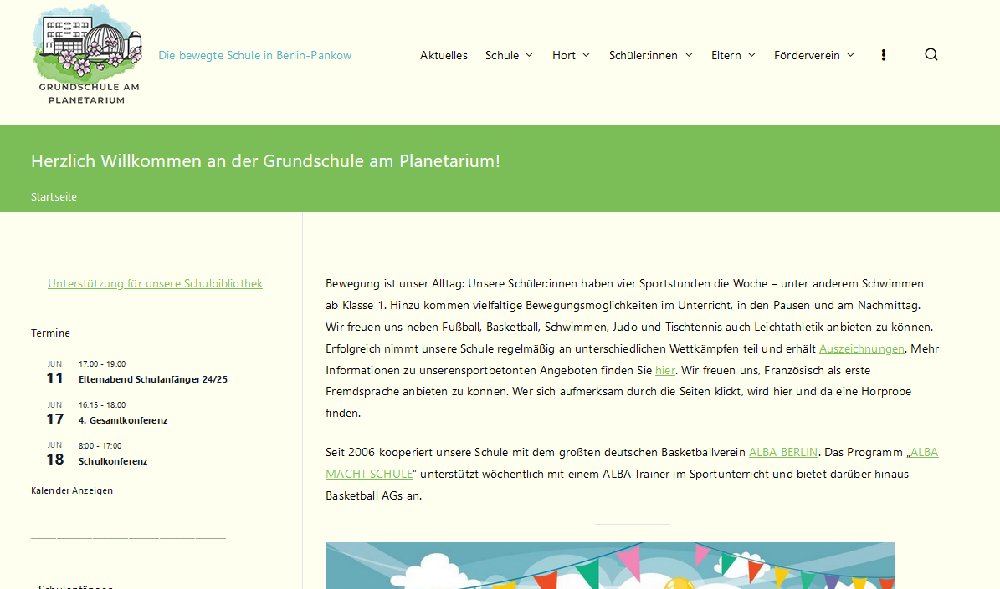 GRUNDSCHULE AM
PLANETARIUM
Die bewegte Schule in Berlin-Pankow
Aktuelles
Schule
Hort
Schüler:innen
Eltern
Förderverein
Herzlich Willkommen an der Grundschule am Planetarium!
Startseite
Unterstützung für unsere Schulbibliothek
Termine
JUN
11
17:00 - 19:00
Elternabend Schulanfänger 24/25
JUN
17
16:15 - 18:00
4. Gesamtkonferenz
JUN
18
8:00 - 17:00
Schulkonferenz
Kalender Anzeigen
Schulanfänger
Bewegung ist unser Alltag: Unsere Schüler:innen haben vier Sportstunden die Woche – unter anderem Schwimmen
ab Klasse 1. Hinzu kommen vielfältige Bewegungsmöglichkeiten im Unterricht, in den Pausen und am Nachmittag.
Wir freuen uns neben Fußball, Basketball, Schwimmen, Judo und Tischtennis auch Leichtathletik anbieten zu können.
Erfolgreich nimmt unsere Schule regelmäßig an unterschiedlichen Wettkämpfen teil und erhält Auszeichnungen. Mehr
Informationen zu unserensportbetonten Angeboten finden Sie hier. Wir freuen uns, Französisch als erste
Fremdsprache anbieten zu können. Wer sich aufmerksam durch die Seiten klickt, wird hier und da eine Hörprobe
finden.
Seit 2006 kooperiert unsere Schule mit dem größten deutschen Basketballverein ALBA BERLIN. Das Programm „ALBA
MACHT SCHULE“ unterstützt wöchentlich mit einem ALBA Trainer im Sportunterricht und bietet darüber hinaus
Basketball AGs an.